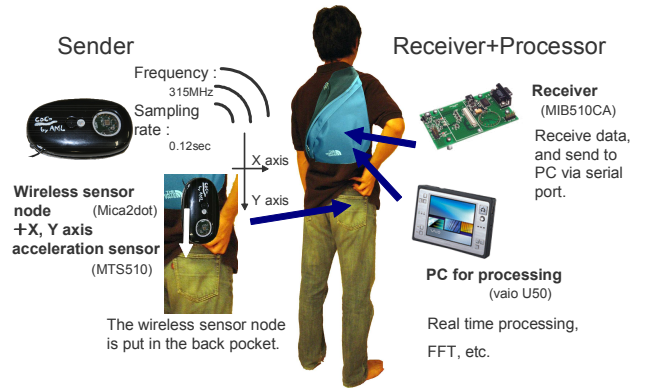 Sender
Receiver+Processor
Frequency :
315MHz
Sampling
rate :
0.12sec
X axis
Y axis
Wireless sensor
node (Mica2dot)
+X, Y axis
acceleration sensor
(MTS510)
The wireless sensor node
is put in the back pocket.
Receiver
(MIB510CA)
Receive data,
and send to
PC via serial
port.
PC for processing
(vaio U50)
Real time processing,
FFT, etc.
by AML